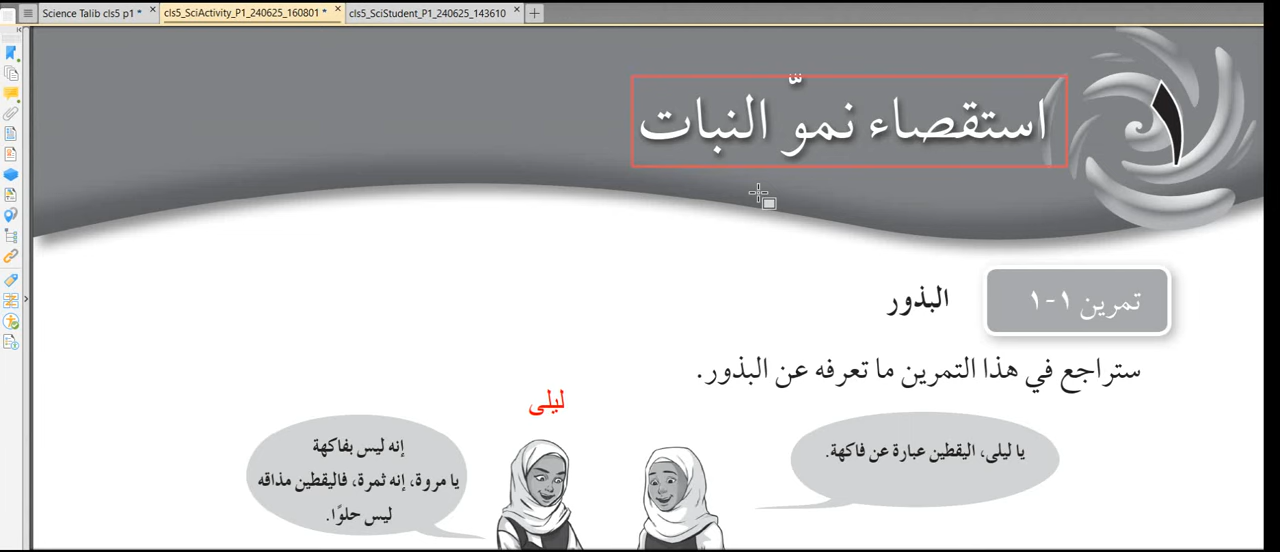 Science Talib cls5 p1 *
cls5_SciActivity_P1_240625_160801 *
cls5_SciStudent_P1_240625_143610
١
استقصاء نموّ النبات
تمرين ١-١
البذور
ستراجع في هذا التمرين ما تعرفه عن البذور.
ليلى
يا ليلى، اليقطين عبارة عن فاكهة.
إنه ليس بفاكهة
يا مروة، إنه ثمرة، فاليقطين مذاقه
ليس حلوًا.